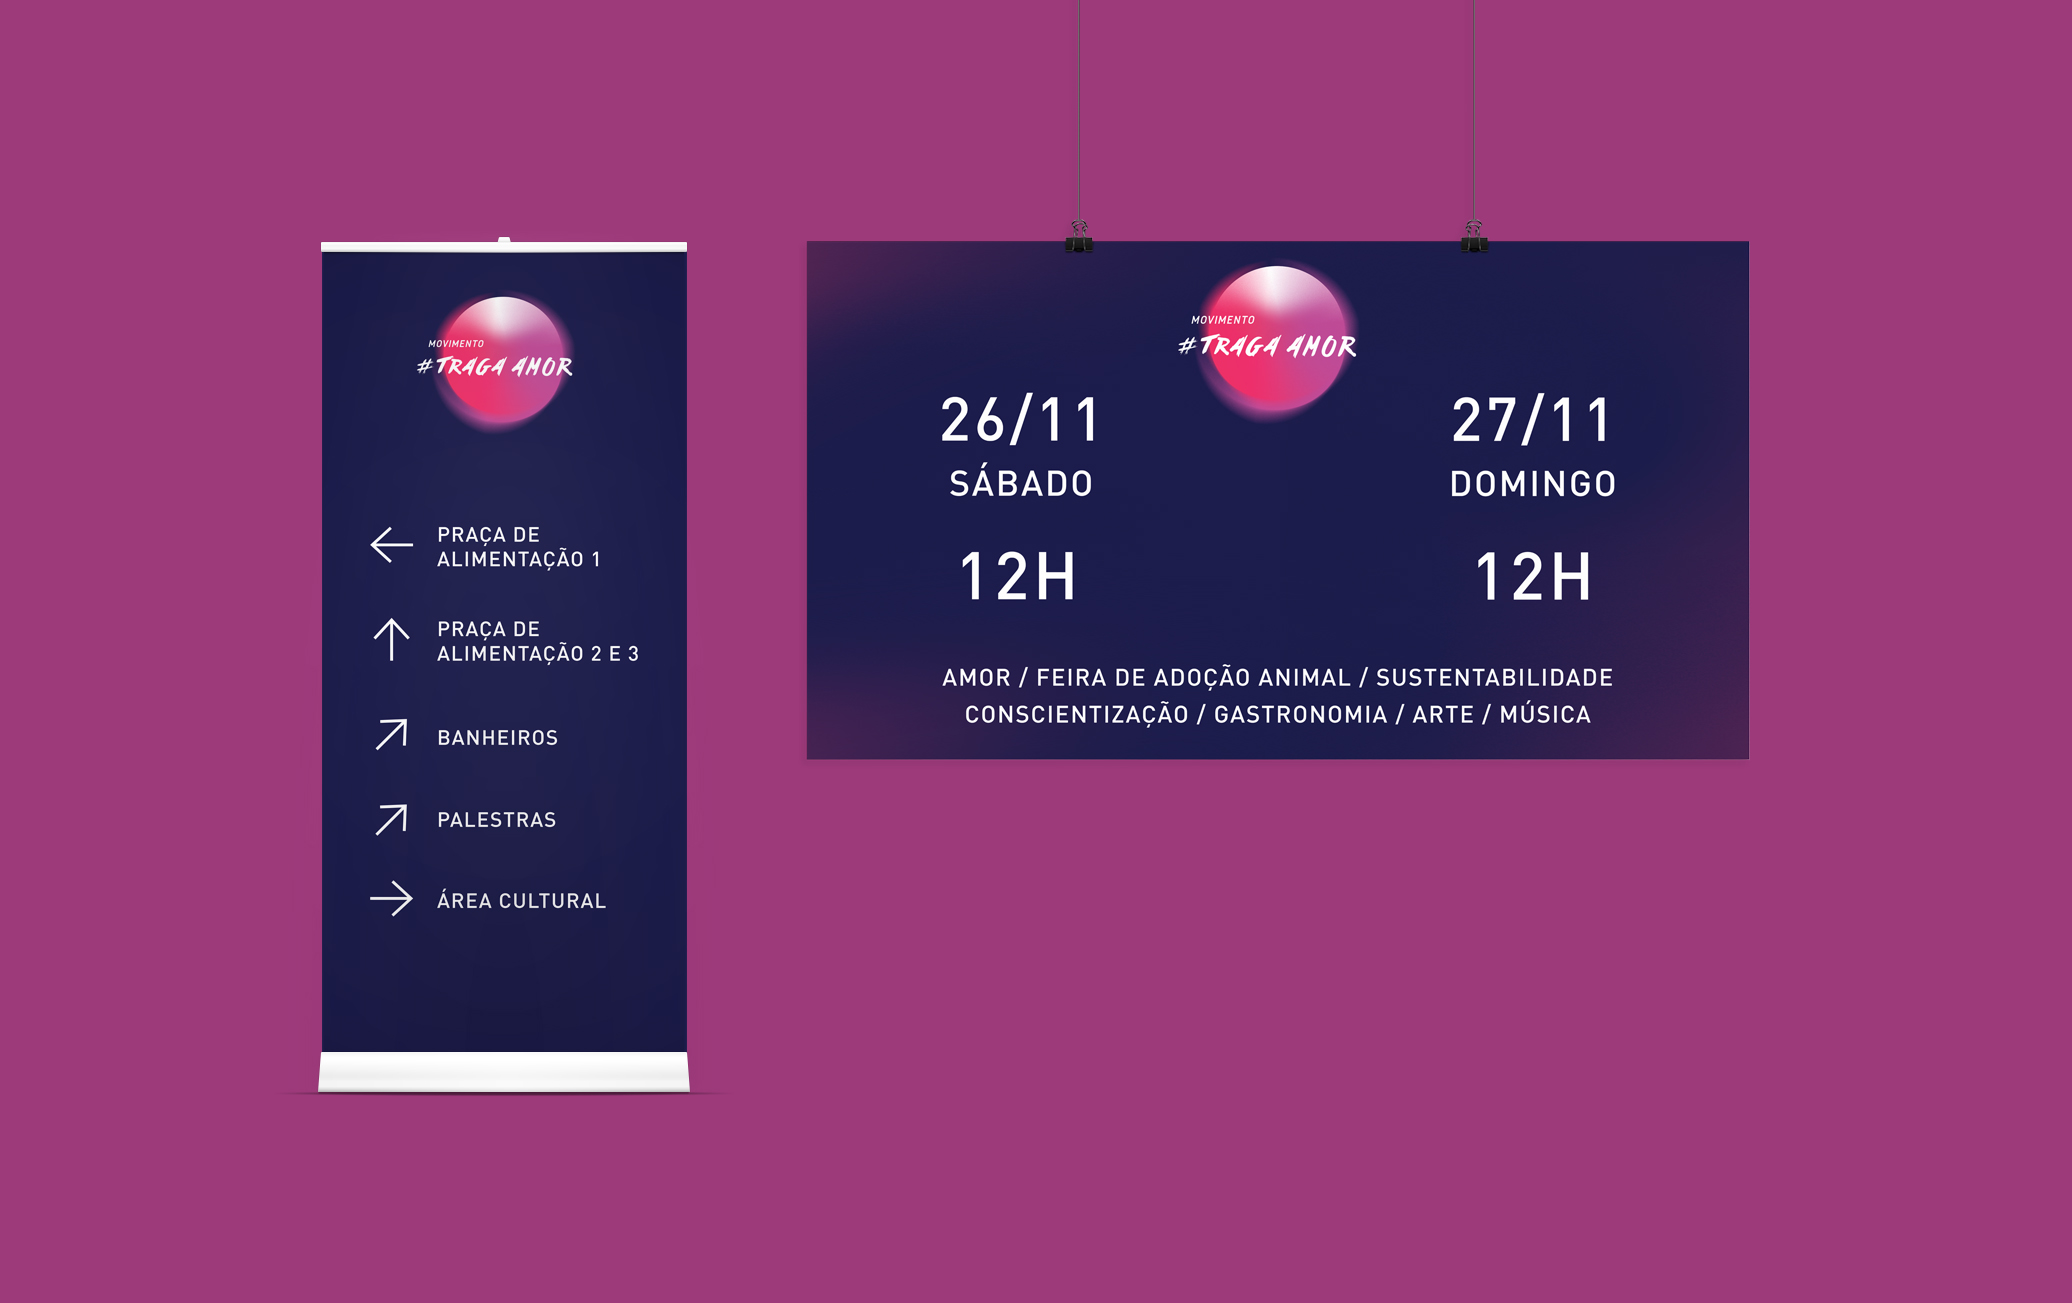 MOVIMENTO
#TRAGA AMOR
PRAÇA DE
ALIMENTAÇÃO 1
PRAÇA DE
ALIMENTAÇÃO 2 E 3
BANHEIROS
PALESTRAS
ÁREA CULTURAL
MOVIMENTO
#TRAGA AMOR
26/11
SÁBADO
12H
27/11
DOMINGO
12H
AMOR / FEIRA DE ADOÇÃO ANIMAL / SUSTENTABILIDADE
CONSCIENTIZAÇÃO / GASTRONOMIA / ARTE / MÚSICA